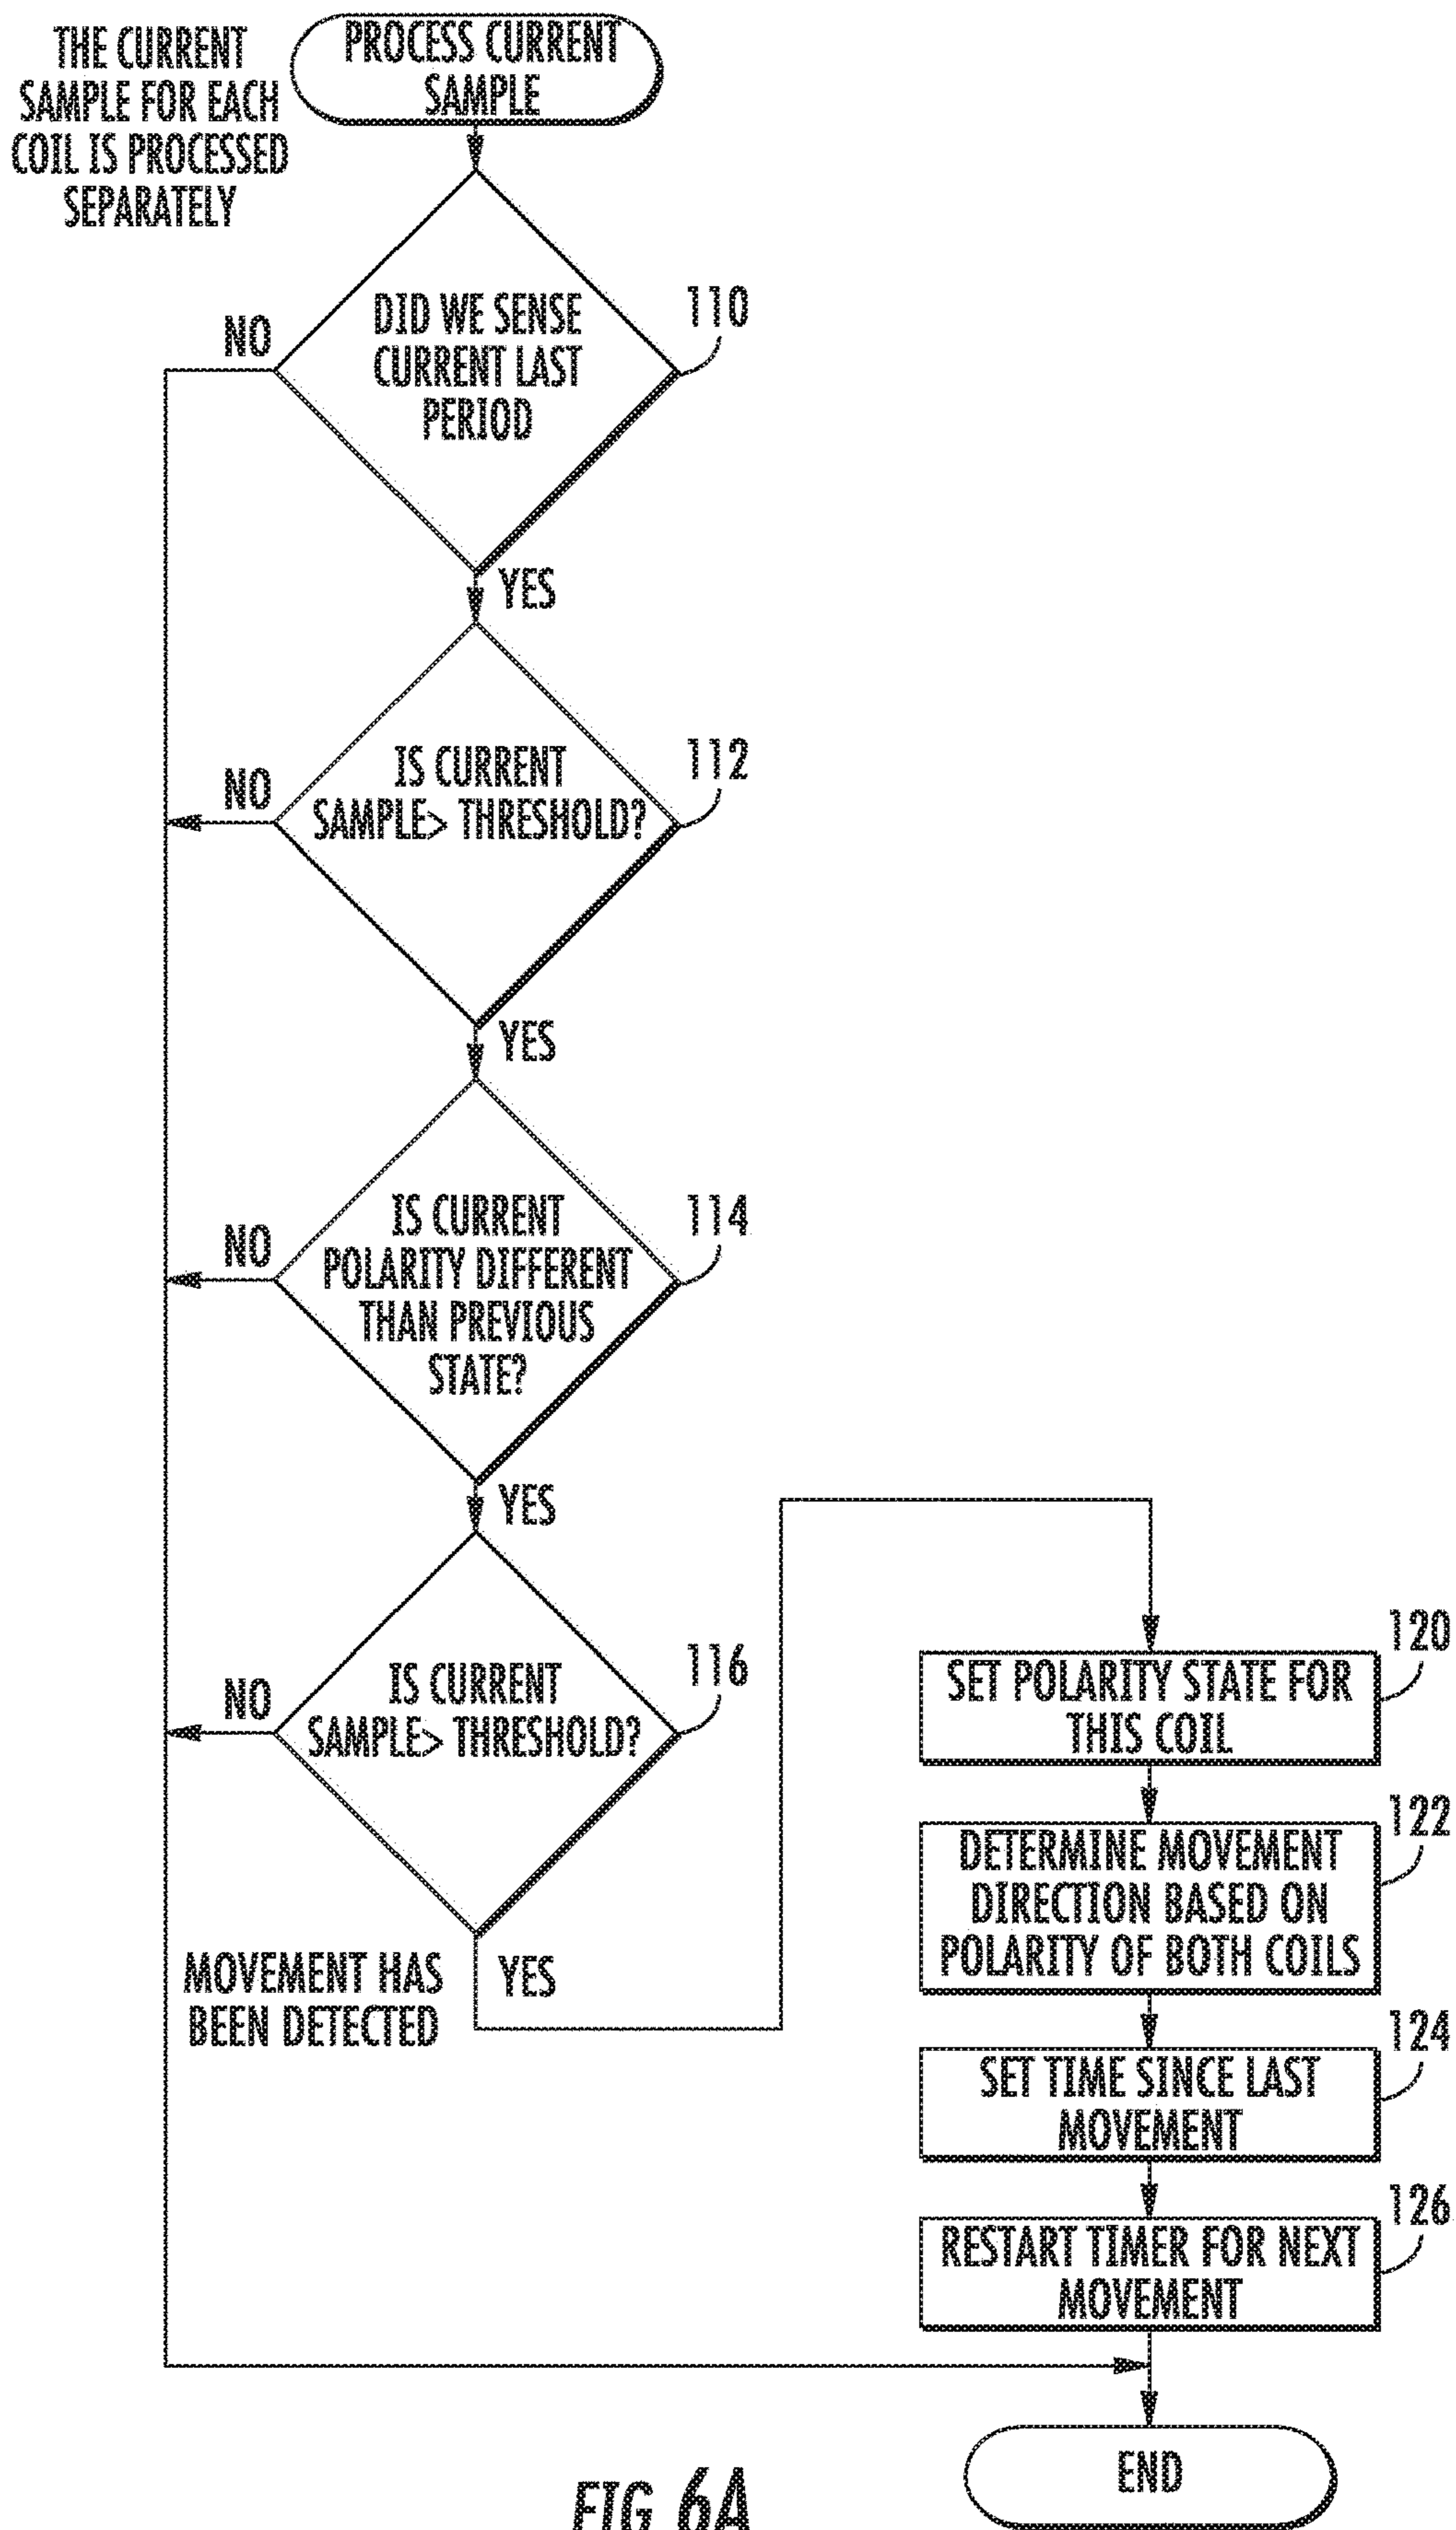 THE CURRENT
SAMPLE FOR EACH
COIL IS PROCESSED
SEPARATELY
PROCESS CURRENT
SAMPLE
DID WE SENSE
CURRENT LAST
PERIOD
110
NO
YES
IS CURRENT
SAMPLE> THRESHOLD?
112
NO
YES
IS CURRENT
POLARITY DIFFERENT
THAN PREVIOUS
STATE?
114
NO
YES
IS CURRENT
SAMPLE> THRESHOLD?
116
NO
YES
MOVEMENT HAS
BEEN DETECTED
SET POLARITY STATE FOR
THIS COIL
120
DETERMINE MOVEMENT
DIRECTION BASED ON
POLARITY OF BOTH COILS
122
SET TIME SINCE LAST
MOVEMENT
124
RESTART TIMER FOR NEXT
MOVEMENT
126
END
FIG 6A